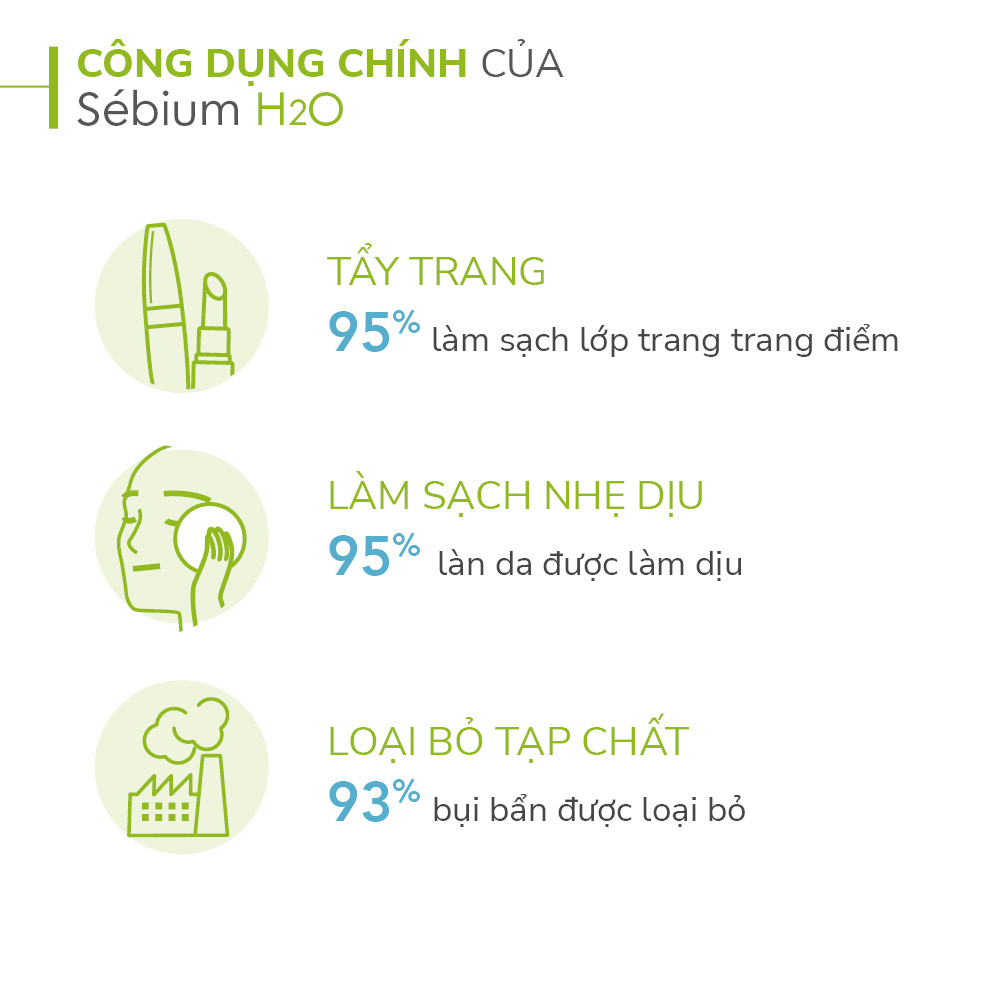 CÔNG DỤNG CHÍNH CỦA
Sébium H2O
TẨY TRANG
95% làm sạch lớp trang trang điểm
LÀM SẠCH NHẸ DỊU
95% làn da được làm dịu
LOẠI BỎ TẠP CHẤT
93% bụi bẩn được loại bỏ